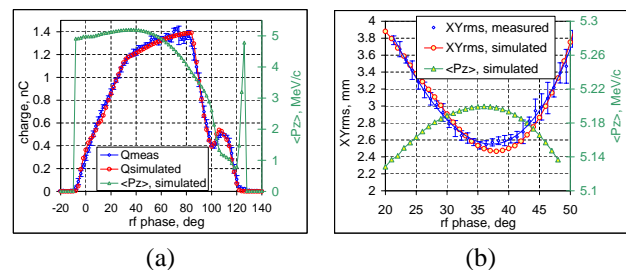 charge, nC
1.4
1.2
1
0.8
0.6
0.4
0.2
0
Qmeas
Qsimulated
<Pz>, simulated
-20 0 20 40 60 80 100 120 140
rf phase, deg
5
4
3
2
1
0
<Pz>, MeV/c
(a)
XYrms, mm
4
3.8
3.6
3.4
3.2
3
2.8
2.6
2.4
2.2
2
XYrms, measured
XYrms, simulated
<Pz>, simulated
20 25 30 35 40 45 50
rf phase, deg
5.3
5.26
5.22
5.18
5.14
5.1
<Pz>, MeV/c
(b)